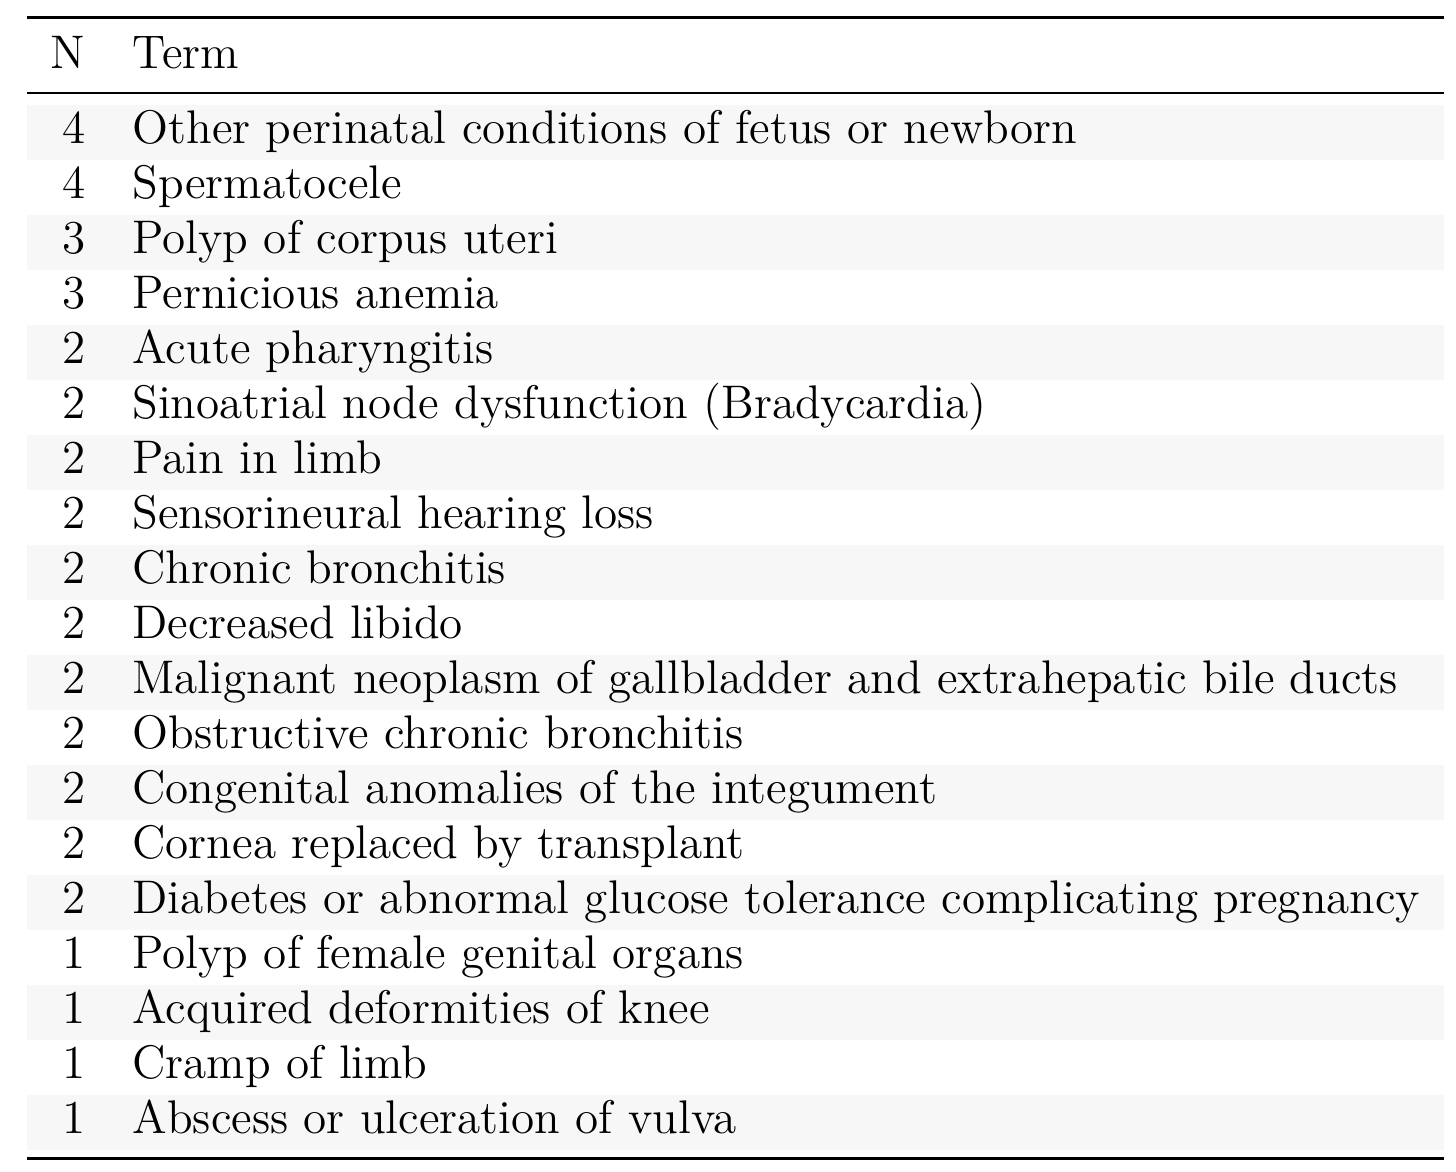 N Term
4 Other perinatal conditions of fetus or newborn
4 Spermatocele
3 Polyp of corpus uteri
3 Pernicious anemia
2 Acute pharyngitis
2 Sinoatrial node dysfunction (Bradycardia)
2 Pain in limb
2 Sensorineural hearing loss
2 Chronic bronchitis
2 Decreased libido
2 Malignant neoplasm of gallbladder and extrahepatic bile ducts
2 Obstructive chronic bronchitis
2 Congenital anomalies of the integument
2 Cornea replaced by transplant
2 Diabetes or abnormal glucose tolerance complicating pregnancy
1 Polyp of female genital organs
1 Acquired deformities of knee
1 Cramp of limb
1 Abscess or ulceration of vulva